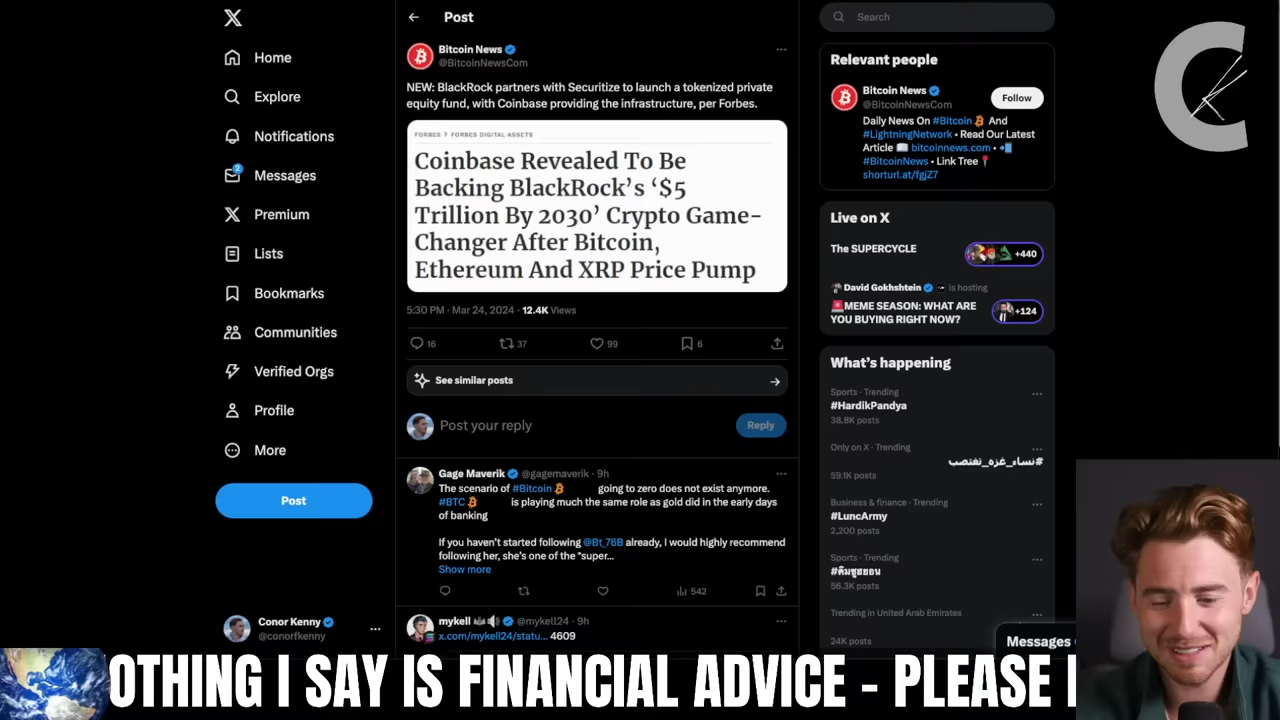 Home
Explore
Notifications
2
Messages
Premium
Lists
Bookmarks
Communities
Verified Orgs
Profile
More
Post
Conor Kenny
@conorfkenny
Post
Bitcoin News
@BitcoinNewsCom
NEW: BlackRock partners with Securitize to launch a tokenized private
equity fund, with Coinbase providing the infrastructure, per Forbes.
FORBES > FORBES DIGITAL ASSETS
Coinbase Revealed To Be
Backing BlackRock’s ‘$5
Trillion By 2030’ Crypto Game-
Changer After Bitcoin,
Ethereum And XRP Price Pump
5:30 PM · Mar 24, 2024 · 12.4K Views
16 37 99 6
See similar posts
Post your reply
Reply
Gage Maverik @gagemaverik · 9h
The scenario of #Bitcoin going to zero does not exist anymore.
#BTC is playing much the same role as gold did in the early days
of banking
If you haven’t started following @Bt_76B already, I would highly recommend
following her, she’s one of the “super…
Show more
542
mykell @mykell24 · 9h
x.com/mykell24/statu… 4609
Search
Relevant people
Bitcoin News
@BitcoinNewsCom
Follow
Daily News On #Bitcoin And
#LightningNetwork • Read Our Latest
Article bitcoinnews.com •
#BitcoinNews • Link Tree
shorturl.at/fgjZ7
Live on X
The SUPERCYCLE
+440
David Gokhshtein is hosting
MEME SEASON: WHAT ARE
YOU BUYING RIGHT NOW?
+124
What’s happening
Sports · Trending
#HardikPandya
38.8K posts
Only on X · Trending
#نساء_غزه_تغتصب
59.1K posts
Business & finance · Trending
#LuncArmy
2,200 posts
Sports · Trending
#คิมซูฮยอน
56.3K posts
Trending in United Arab Emirates
24K posts
Messages
OTHING I SAY IS FINANCIAL ADVICE - PLEASE